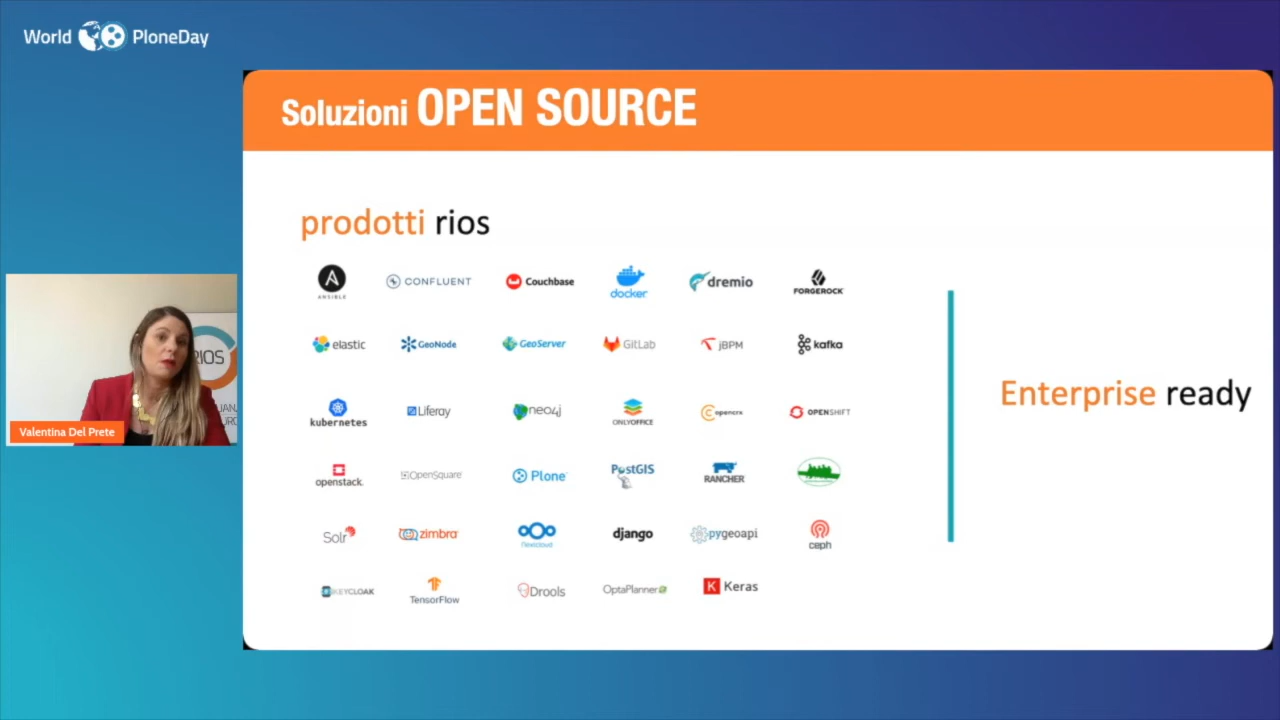 World PloneDay
Soluzioni OPEN SOURCE
prodotti rios
ANSIBLE CONFLUENT Couchbase docker dremio FORGEROCK
elastic GeoNode GeoServer GitLab jBPM kafka
kubernetes Liferay neo4j ONLYOFFICE opencrx OPENSHIFT
openstack. OpenSquare Plone PostGIS RANCHER
Solr zimbra nextcloud django pygeoapi ceph
KEYCLOAK TensorFlow Drools OptaPlanner K Keras
Enterprise ready
RIOS
Valentina Del Prete